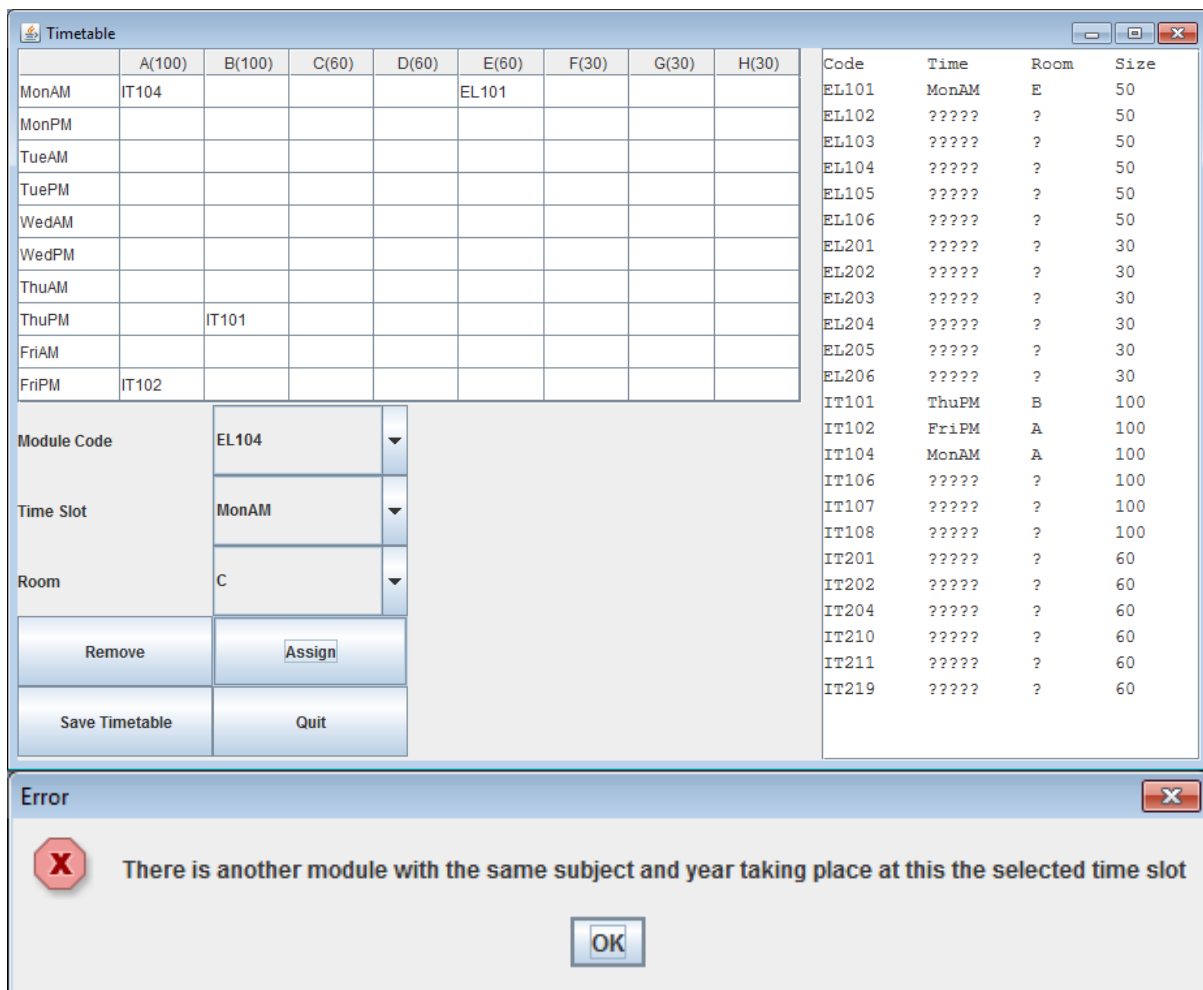 Timetable
A(100) B(100) C(60) D(60) E(60) F(30) G(30) H(30)
MonAM IT104 EL101
MonPM
TueAM
TuePM
WedAM
WedPM
ThuAM
ThuPM IT101
FriAM
FriPM IT102
Module Code EL104
Time Slot MonAM
Room C
Remove Assign
Save Timetable Quit
Code Time Room Size
EL101 MonAM E 50
EL102 ????? ? 50
EL103 ????? ? 50
EL104 ????? ? 50
EL105 ????? ? 50
EL106 ????? ? 50
EL201 ????? ? 30
EL202 ????? ? 30
EL203 ????? ? 30
EL204 ????? ? 30
EL205 ????? ? 30
EL206 ????? ? 30
IT101 ThuPM B 100
IT102 FriPM A 100
IT104 MonAM A 100
IT106 ????? ? 100
IT107 ????? ? 100
IT108 ????? ? 100
IT201 ????? ? 60
IT202 ????? ? 60
IT204 ????? ? 60
IT210 ????? ? 60
IT211 ????? ? 60
IT219 ????? ? 60
Error
There is another module with the same subject and year taking place at this the selected time slot
OK